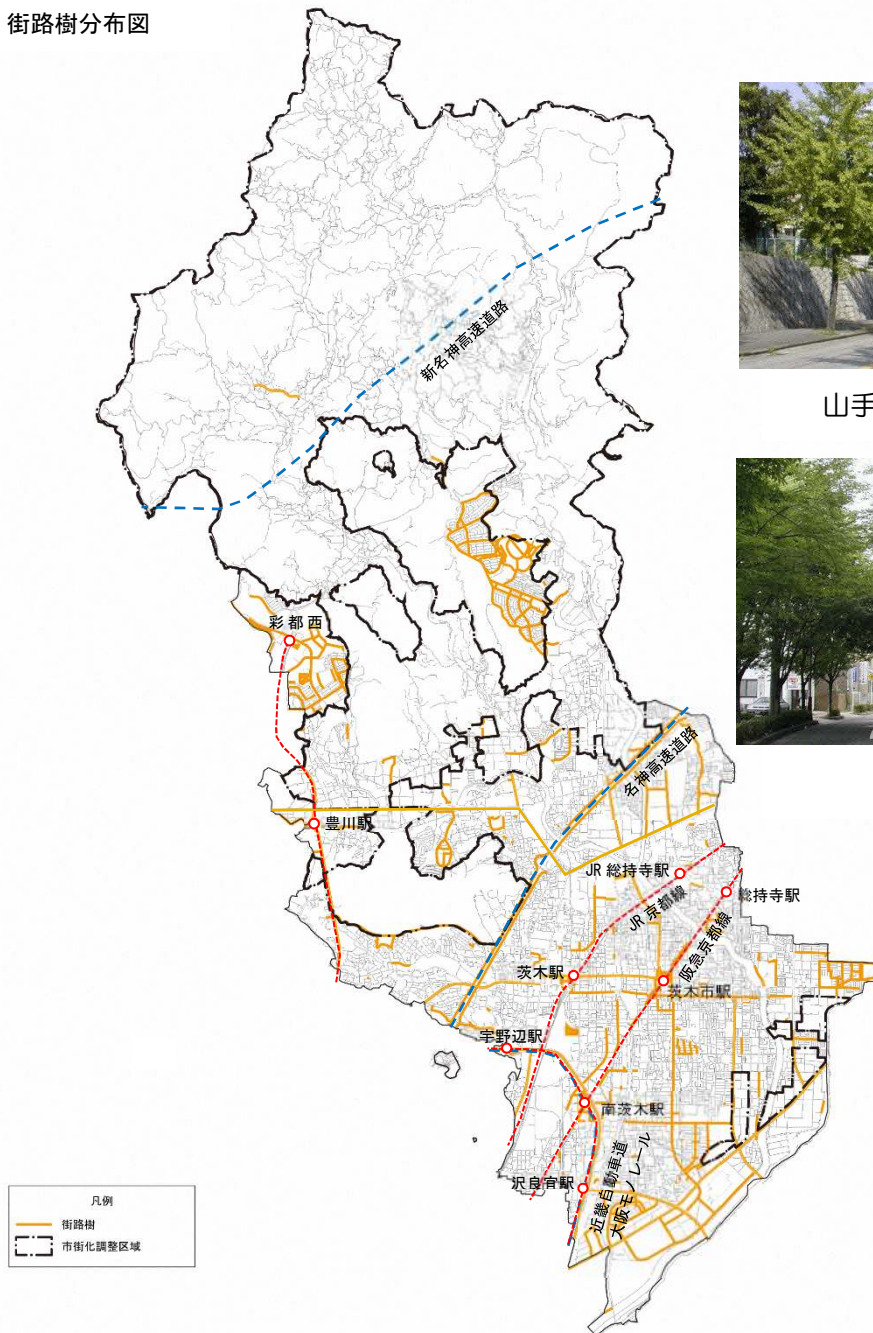 街路樹分布図
山手
新名神高速道路
彩都西
名神高速道路
豊川駅
JR 総持寺駅
総持寺駅
JR 京都線
阪急京都線
茨木駅
茨木市駅
宇野辺駅
南茨木駅
沢良宜駅
近畿自動車道
大阪モノレール
凡例
街路樹
市街化調整区域